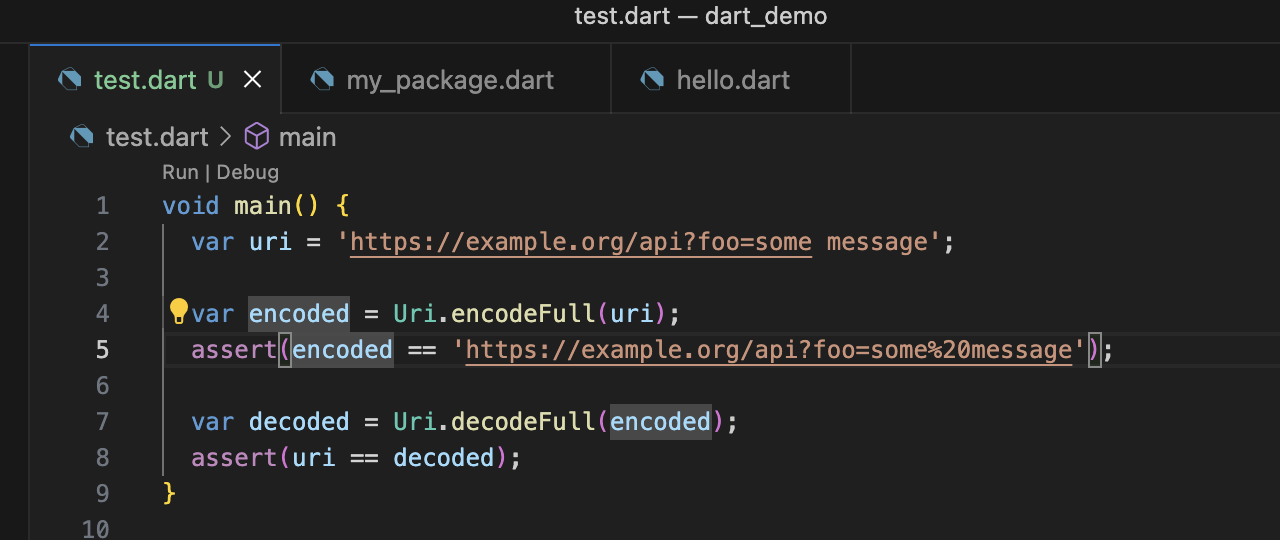 test.dart — dart_demo
test.dart U my_package.dart hello.dart
test.dart > main
Run | Debug
1 void main() {
2 var uri = 'https://example.org/api?foo=some message';
3
4 var encoded = Uri.encodeFull(uri);
5 assert(encoded == 'https://example.org/api?foo=some%20message');
6
7 var decoded = Uri.decodeFull(encoded);
8 assert(uri == decoded);
9 }
10